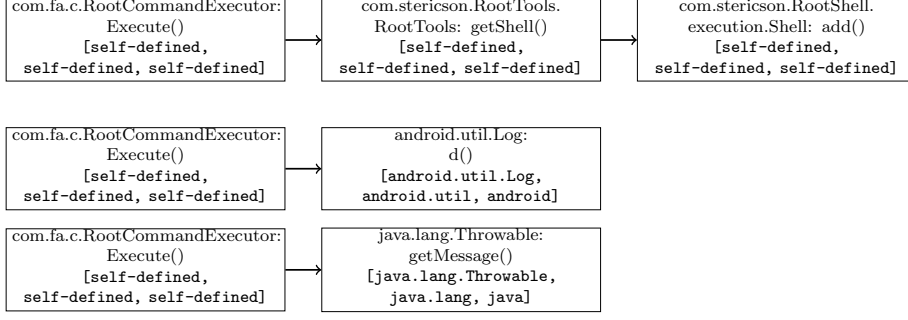 com.fa.c.RootCommandExecutor:
Execute()
[self-defined,
self-defined, self-defined]
com.stericson.RootTools.
RootTools: getShell()
[self-defined,
self-defined, self-defined]
com.stericson.RootShell.
execution.Shell: add()
[self-defined,
self-defined, self-defined]
com.fa.c.RootCommandExecutor:
Execute()
[self-defined,
self-defined, self-defined]
android.util.Log:
d()
[android.util.Log,
android.util, android]
com.fa.c.RootCommandExecutor:
Execute()
[self-defined,
self-defined, self-defined]
java.lang.Throwable:
getMessage()
[java.lang.Throwable,
java.lang, java]